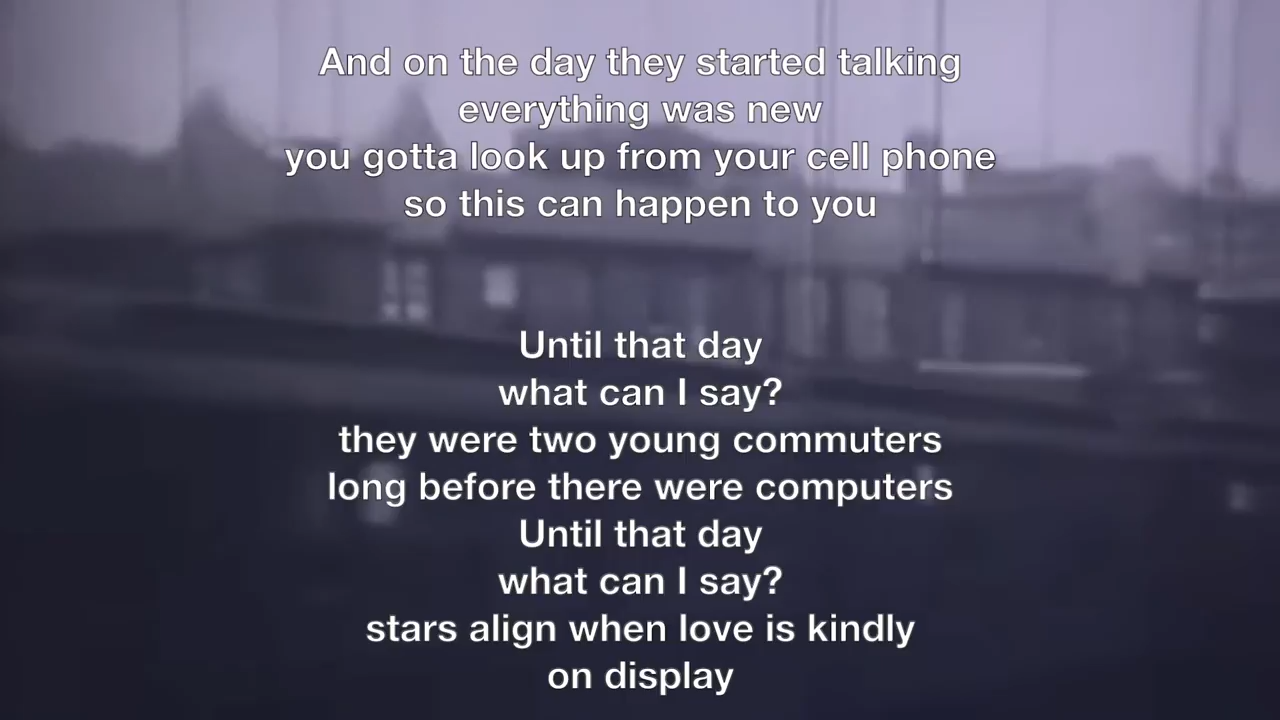 And on the day they started talking
everything was new
you gotta look up from your cell phone
so this can happen to you
Until that day
what can I say?
they were two young commuters
long before there were computers
Until that day
what can I say?
stars align when love is kindly
on display